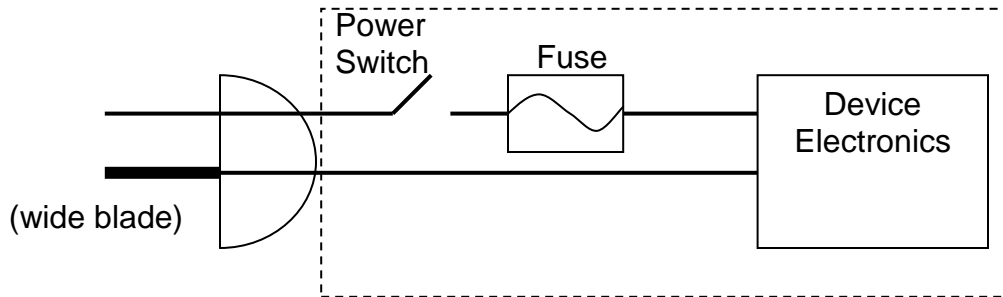 Power
Switch
Fuse
Device
Electronics
(wide blade)